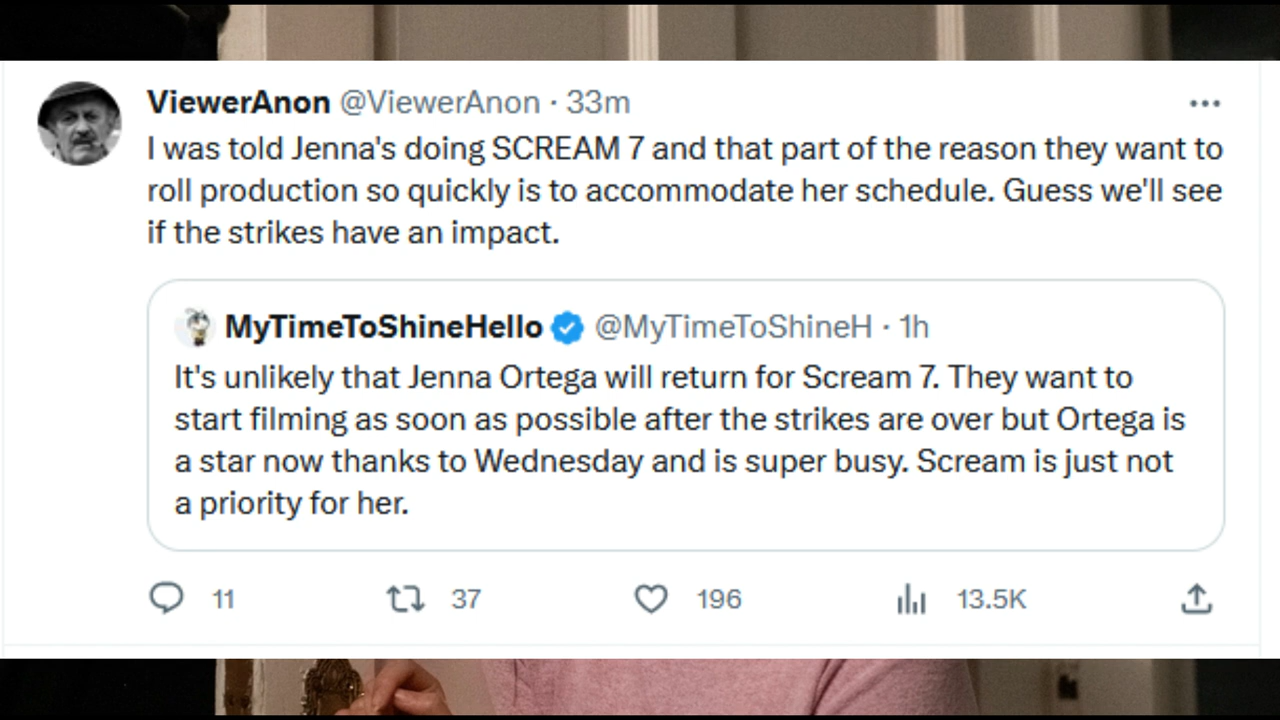 ViewerAnon @ViewerAnon · 33m
I was told Jenna's doing SCREAM 7 and that part of the reason they want to
roll production so quickly is to accommodate her schedule. Guess we'll see
if the strikes have an impact.
MyTimeToShineHello @MyTimeToShineH · 1h
It's unlikely that Jenna Ortega will return for Scream 7. They want to
start filming as soon as possible after the strikes are over but Ortega is
a star now thanks to Wednesday and is super busy. Scream is just not
a priority for her.
11 37 196 13.5K